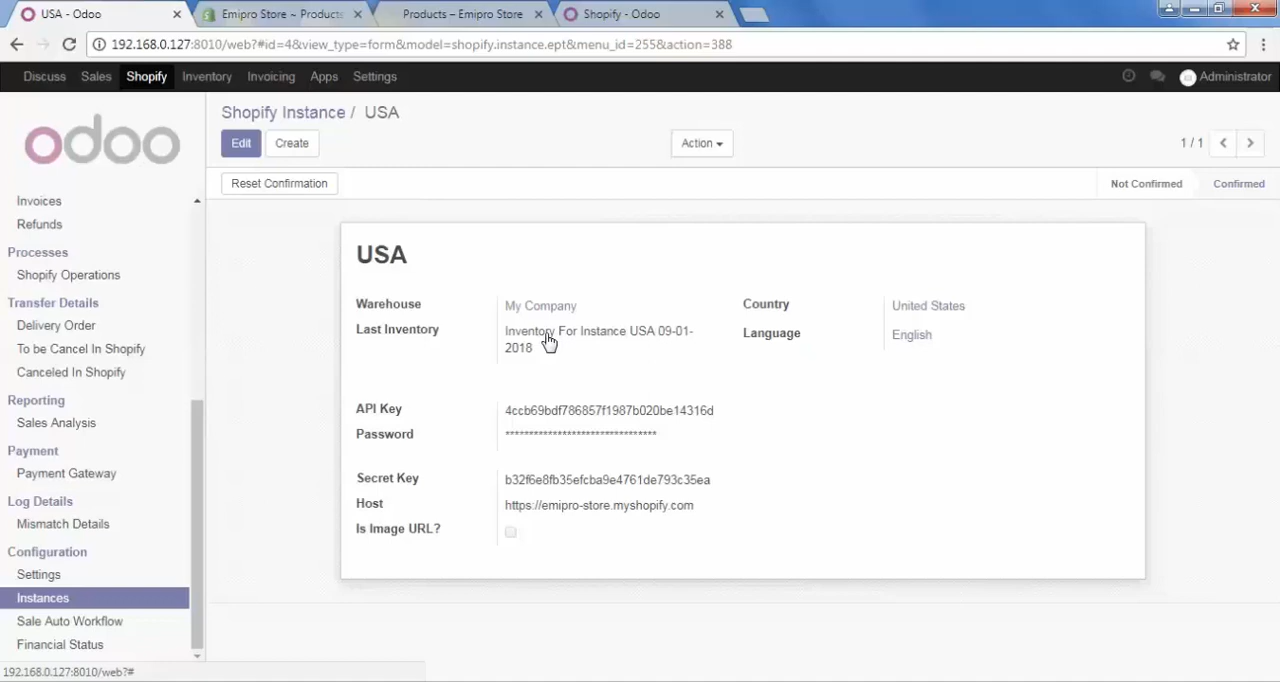 USA - Odoo
Emipro Store ~ Products
Products – Emipro Store
Shopify - Odoo
192.168.0.127:8010/web?#id=4&view_type=form&model=shopify.instance.ept&menu_id=255&action=388
Discuss Sales Shopify Inventory Invoicing Apps Settings Administrator
odoo
Shopify Instance / USA
Edit Create Action 1 / 1
Reset Confirmation Not Confirmed Confirmed
Invoices
Refunds
Processes
Shopify Operations
Transfer Details
Delivery Order
To be Cancel In Shopify
Canceled In Shopify
Reporting
Sales Analysis
Payment
Payment Gateway
Log Details
Mismatch Details
Configuration
Settings
Instances
Sale Auto Workflow
Financial Status
USA
Warehouse My Company Country United States
Last Inventory Inventory For Instance USA 09-01-
2018
Language English
API Key 4ccb69bdf786857f1987b020be14316d
Password ********************************
Secret Key b32f6e8fb35efcba9e4761de793c35ea
Host https://emipro-store.myshopify.com
Is Image URL?
192.168.0.127:8010/web?#